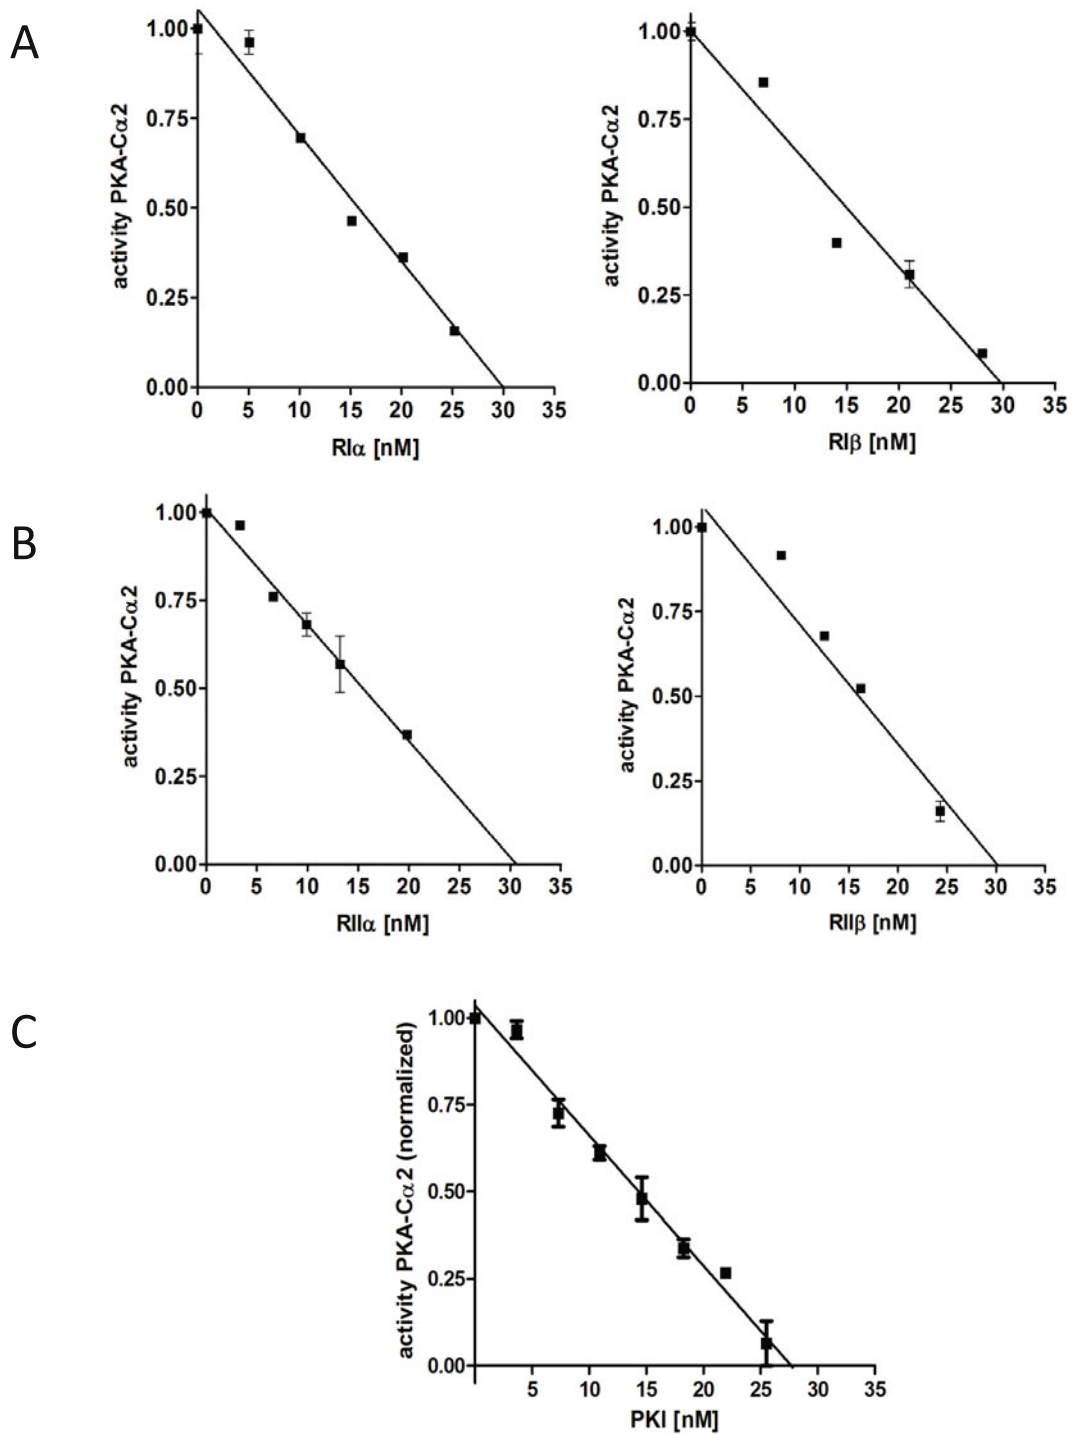 A
activity PKA-Cα2
1.00
0.75
0.50
0.25
0.00
0 5 10 15 20 25 30 35
RIα [nM]
activity PKA-Cα2
1.00
0.75
0.50
0.25
0.00
0 5 10 15 20 25 30 35
RIβ [nM]
B
activity PKA-Cα2
1.00
0.75
0.50
0.25
0.00
0 5 10 15 20 25 30 35
RIIα [nM]
activity PKA-Cα2
1.00
0.75
0.50
0.25
0.00
0 5 10 15 20 25 30 35
RIIβ [nM]
C
activity PKA-Cα2 (normalized)
1.00
0.75
0.50
0.25
0.00
5 10 15 20 25 30 35
PKI [nM]